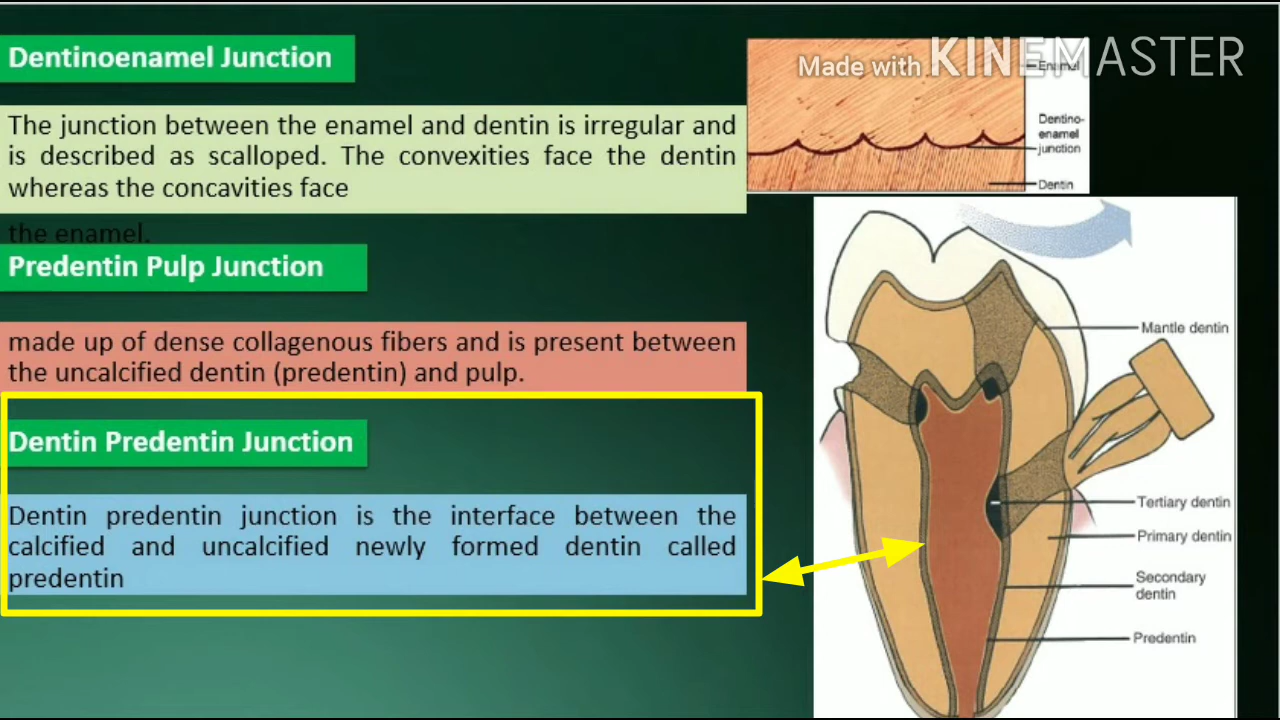 Dentinoenamel Junction
The junction between the enamel and dentin is irregular and
is described as scalloped. The convexities face the dentin
whereas the concavities face
the enamel.
Predentin Pulp Junction
made up of dense collagenous fibers and is present between
the uncalcified dentin (predentin) and pulp.
Dentin Predentin Junction
Dentin predentin junction is the interface between the
calcified and uncalcified newly formed dentin called
predentin
Made with KINEMASTER
Enamel
Dentino-
enamel
junction
Dentin
Mantle dentin
Tertiary dentin
Primary dentin
Secondary
dentin
Predentin